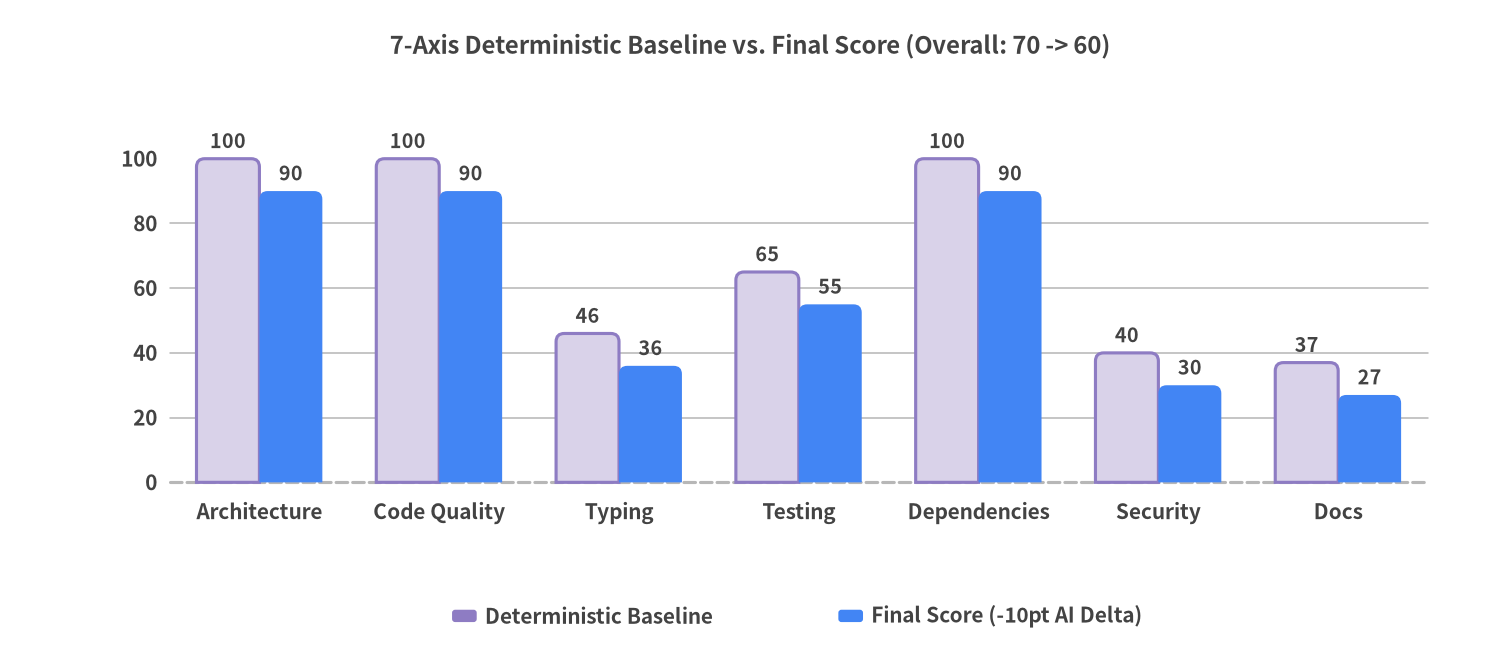 7-Axis Deterministic Baseline vs. Final Score (Overall: 70 -> 60)
100
80
60
40
20
0
100
90
100
90
46
36
65
55
100
90
40
30
37
27
Architecture
Code Quality
Typing
Testing
Dependencies
Security
Docs
Deterministic Baseline
Final Score (-10pt AI Delta)